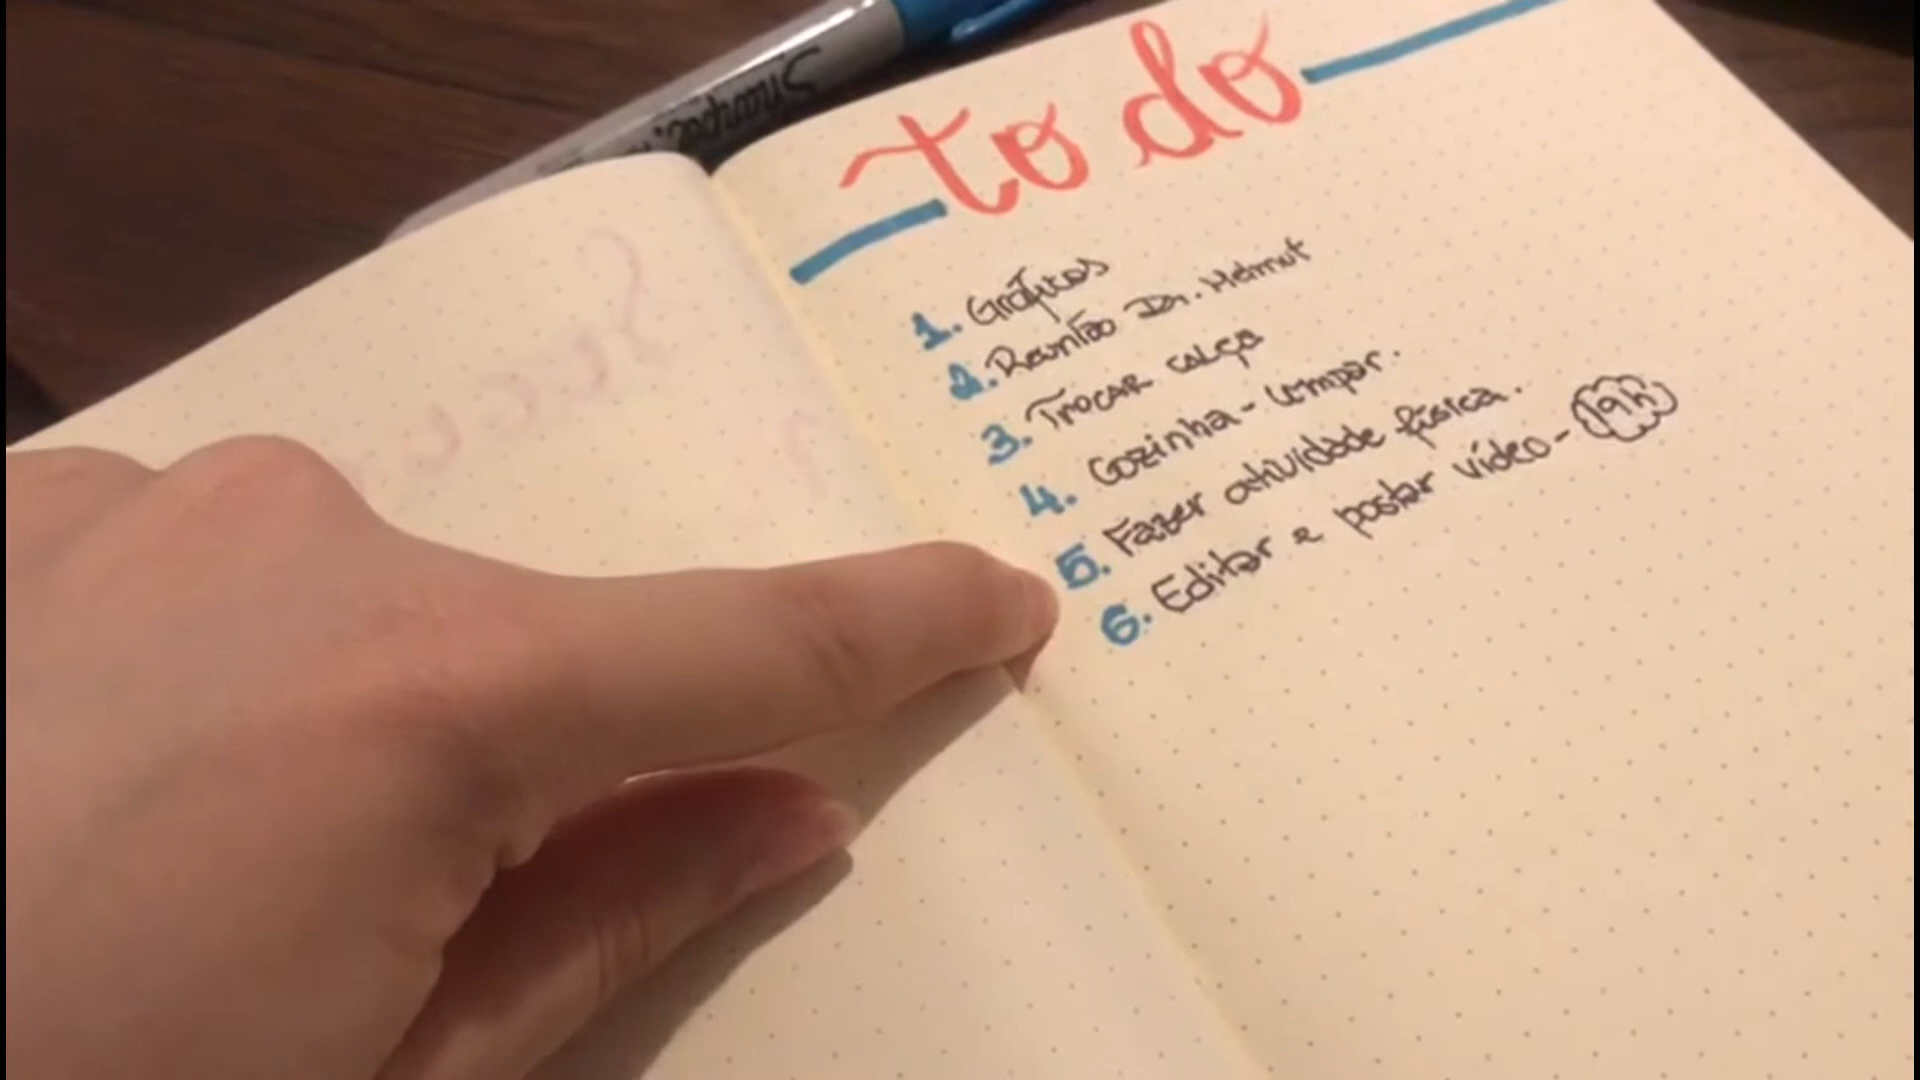 Sharpie
to do
1. Gráficos
2. Reunião Dr. Helmut
3. Trocar calça
4. Cozinha - limpar.
5. Fazer atividade física.
6. Editar e postar vídeo - 19h